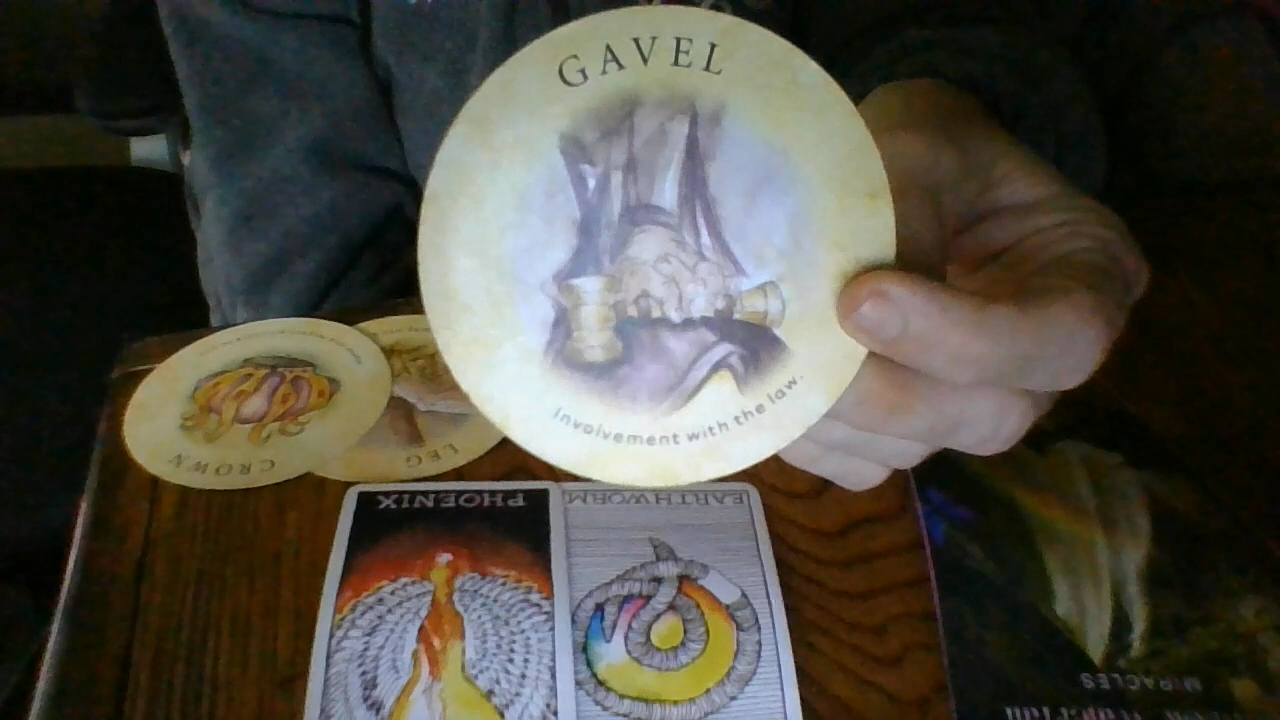 GAVEL
Involvement with the law.
CROWN
LEG
PHOENIX
EARTHWORM
MIRACLES